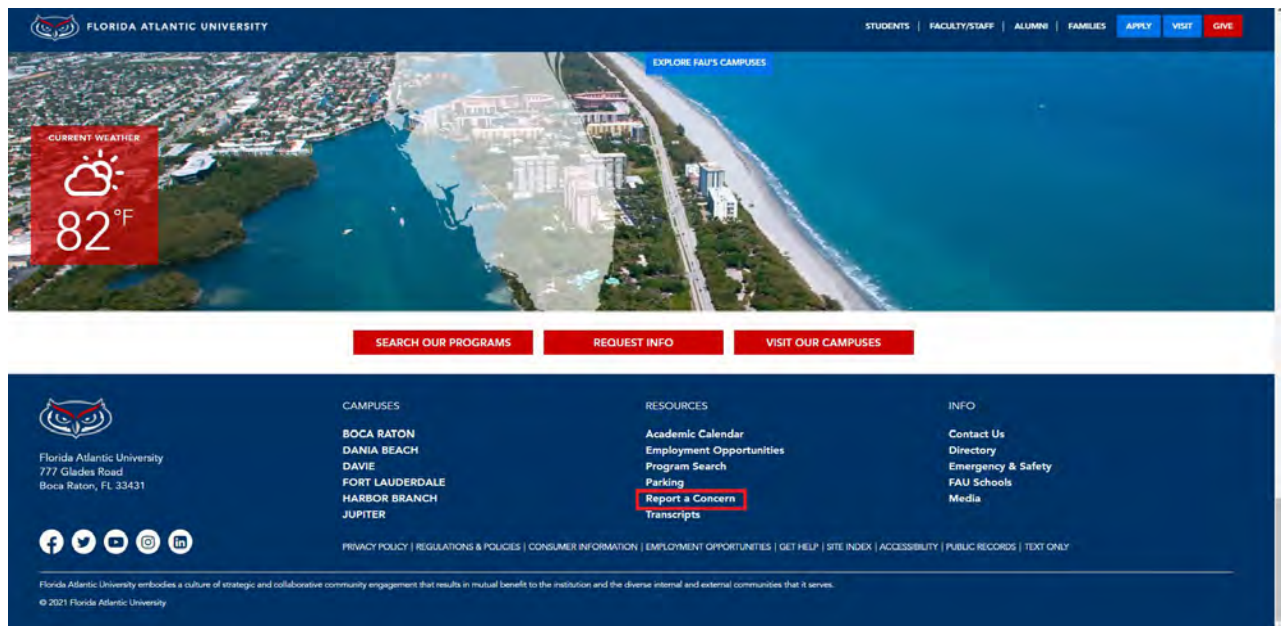 FLORIDA ATLANTIC UNIVERSITY
STUDENTS | FACULTY/STAFF | ALUMNI | FAMILIES APPLY VISIT GIVE
EXPLORE FAU'S CAMPUSES
CURRENT WEATHER
82°F
SEARCH OUR PROGRAMS REQUEST INFO VISIT OUR CAMPUSES
Florida Atlantic University
777 Glades Road
Boca Raton, FL 33431
CAMPUSES
BOCA RATON
DANIA BEACH
DAVIE
FORT LAUDERDALE
HARBOR BRANCH
JUPITER
RESOURCES
Academic Calendar
Employment Opportunities
Program Search
Parking
Report a Concern
Transcripts
INFO
Contact Us
Directory
Emergency & Safety
FAU Schools
Media
PRIVACY POLICY | REGULATIONS & POLICIES | CONSUMER INFORMATION | EMPLOYMENT OPPORTUNITIES | GET HELP | SITE INDEX | ACCESSIBILITY | PUBLIC RECORDS | TEXT ONLY
Florida Atlantic University embodies a culture of strategic and collaborative community engagement that results in mutual benefit to the institution and the diverse internal and external communities that it serves.
© 2021 Florida Atlantic University